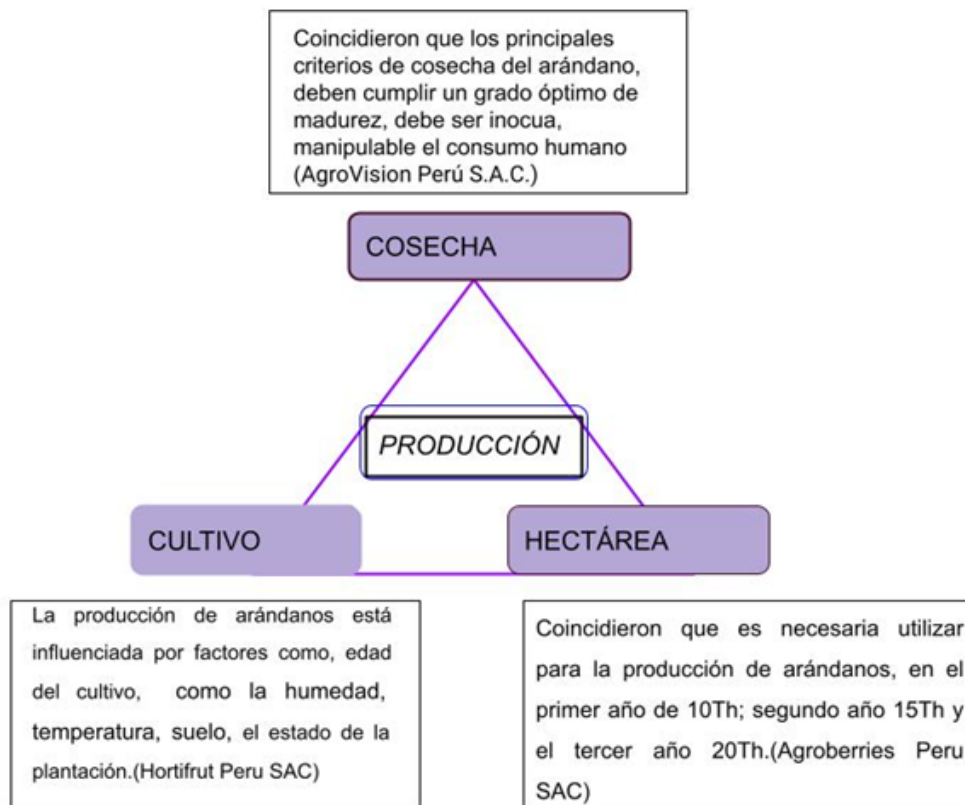 Coincidieron que los principales
criterios de cosecha del arándano,
deben cumplir un grado óptimo de
madurez, debe ser inocua,
manipulable el consumo humano
(AgroVision Perú S.A.C.)
COSECHA
PRODUCCIÓN
CULTIVO
HECTÁREA
La producción de arándanos está
influenciada por factores como, edad
del cultivo, como la humedad,
temperatura, suelo, el estado de la
plantación.(Hortifrut Peru SAC)
Coincidieron que es necesaria utilizar
para la producción de arándanos, en el
primer año de 10Th; segundo año 15Th y
el tercer año 20Th.(Agroberries Peru
SAC)